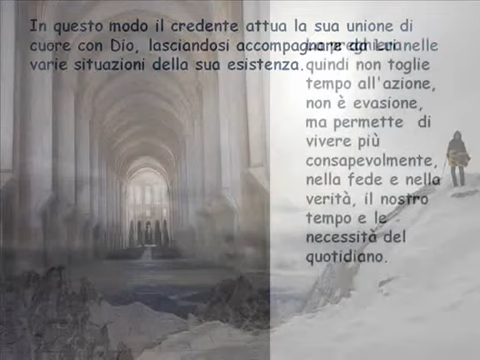 In questo modo il credente attua la sua unione di
cuore con Dio, lasciandosi accompagnare da Lui nelle
varie situazioni della sua esistenza.
La preghiera
quindi non toglie
tempo all'azione,
non è evasione,
ma permette di
vivere più
consapevolmente,
nella fede e nella
verità, il nostro
tempo e le
necessità del
quotidiano.